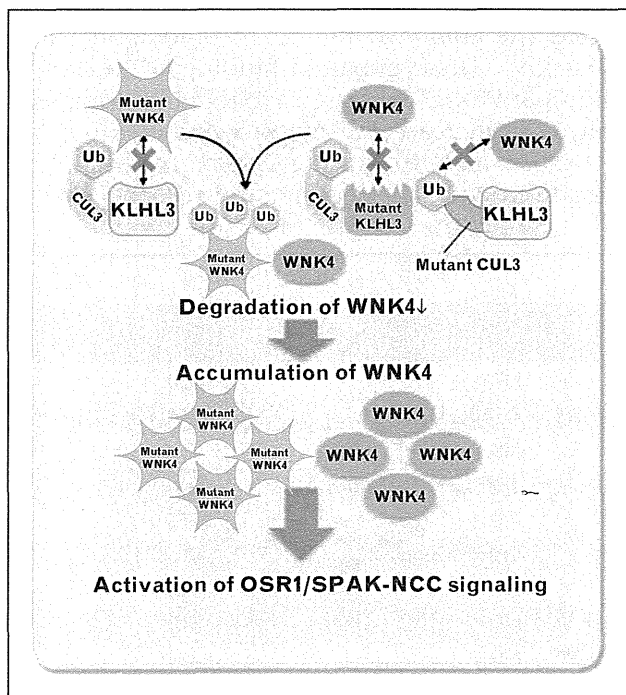 Mutant
WNK4
Ub
CUL3
KLHL3
WNK4
Ub
CUL3
Mutant
KLHL3
WNK4
Ub
KLHL3
Mutant CUL3
Ub
Ub
Ub
Mutant
WNK4
WNK4
Degradation of WNK4↓
Accumulation of WNK4
Mutant
WNK4
Mutant
WNK4
Mutant
WNK4
Mutant
WNK4
WNK4
WNK4
WNK4
WNK4
Activation of OSR1/SPAK-NCC signaling